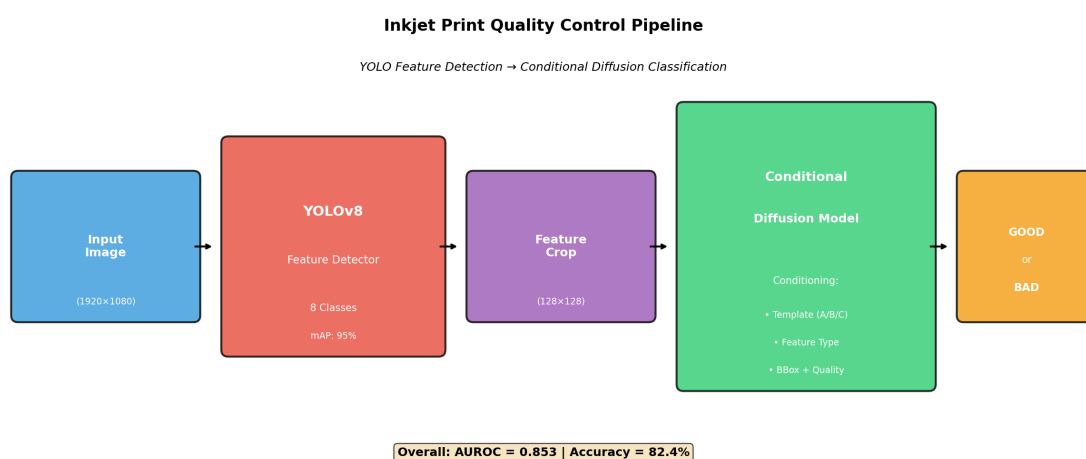 Inkjet Print Quality Control Pipeline
YOLO Feature Detection → Conditional Diffusion Classification
Input
Image
(1920×1080)
YOLOv8
Feature Detector
8 Classes
mAP: 95%
Feature
Crop
(128×128)
Conditional
Diffusion Model
Conditioning:
• Template (A/B/C)
• Feature Type
• BBox + Quality
GOOD
or
BAD
Overall: AUROC = 0.853 | Accuracy = 82.4%